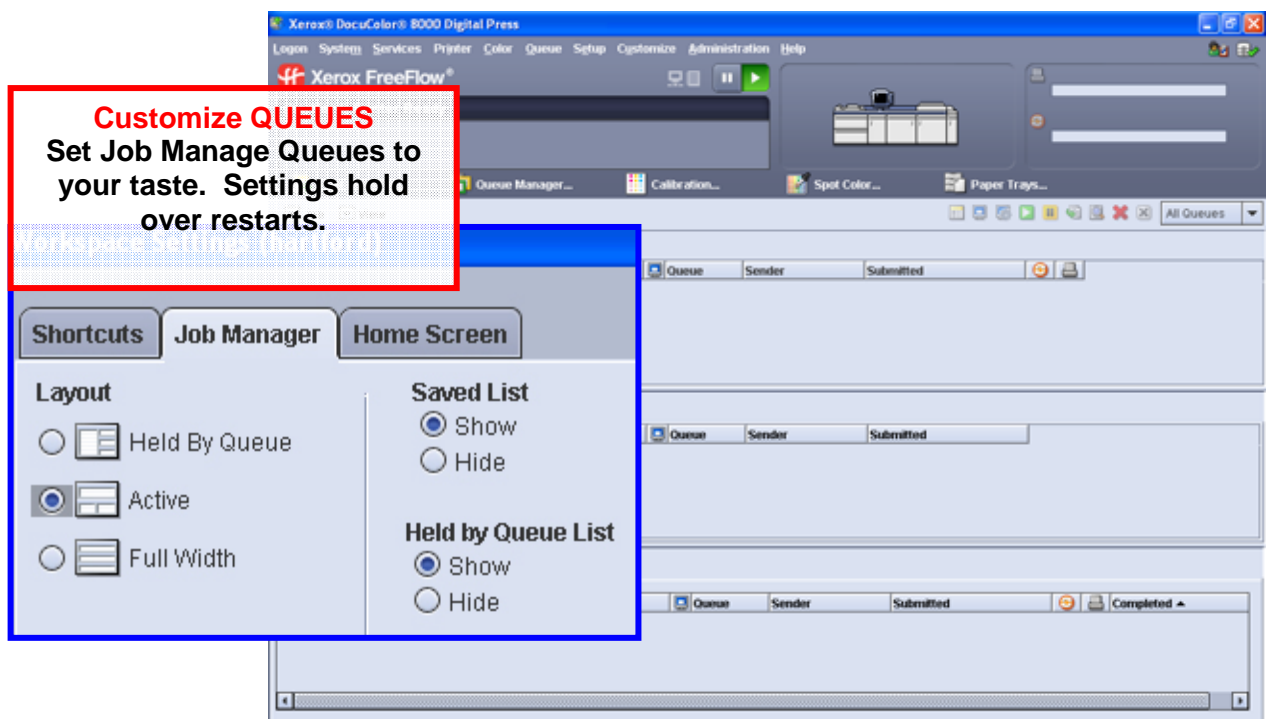 Xerox® DocuColor® 8000 Digital Press
Logon System Services Printer Color Queue Setup Customize Administration Help
Xerox FreeFlow®
Customize QUEUES
Set Job Manage Queues to
your taste. Settings hold
over restarts.
Queue Manager... Calibration... Spot Color... Paper Trays...
All Queues
Workspace Settings (hartford)
Queue Sender Submitted
Shortcuts Job Manager Home Screen
Layout
Held By Queue
Active
Full Width
Saved List
Show
Hide
Held by Queue List
Show
Hide
Queue Sender Submitted
Queue Sender Submitted Completed